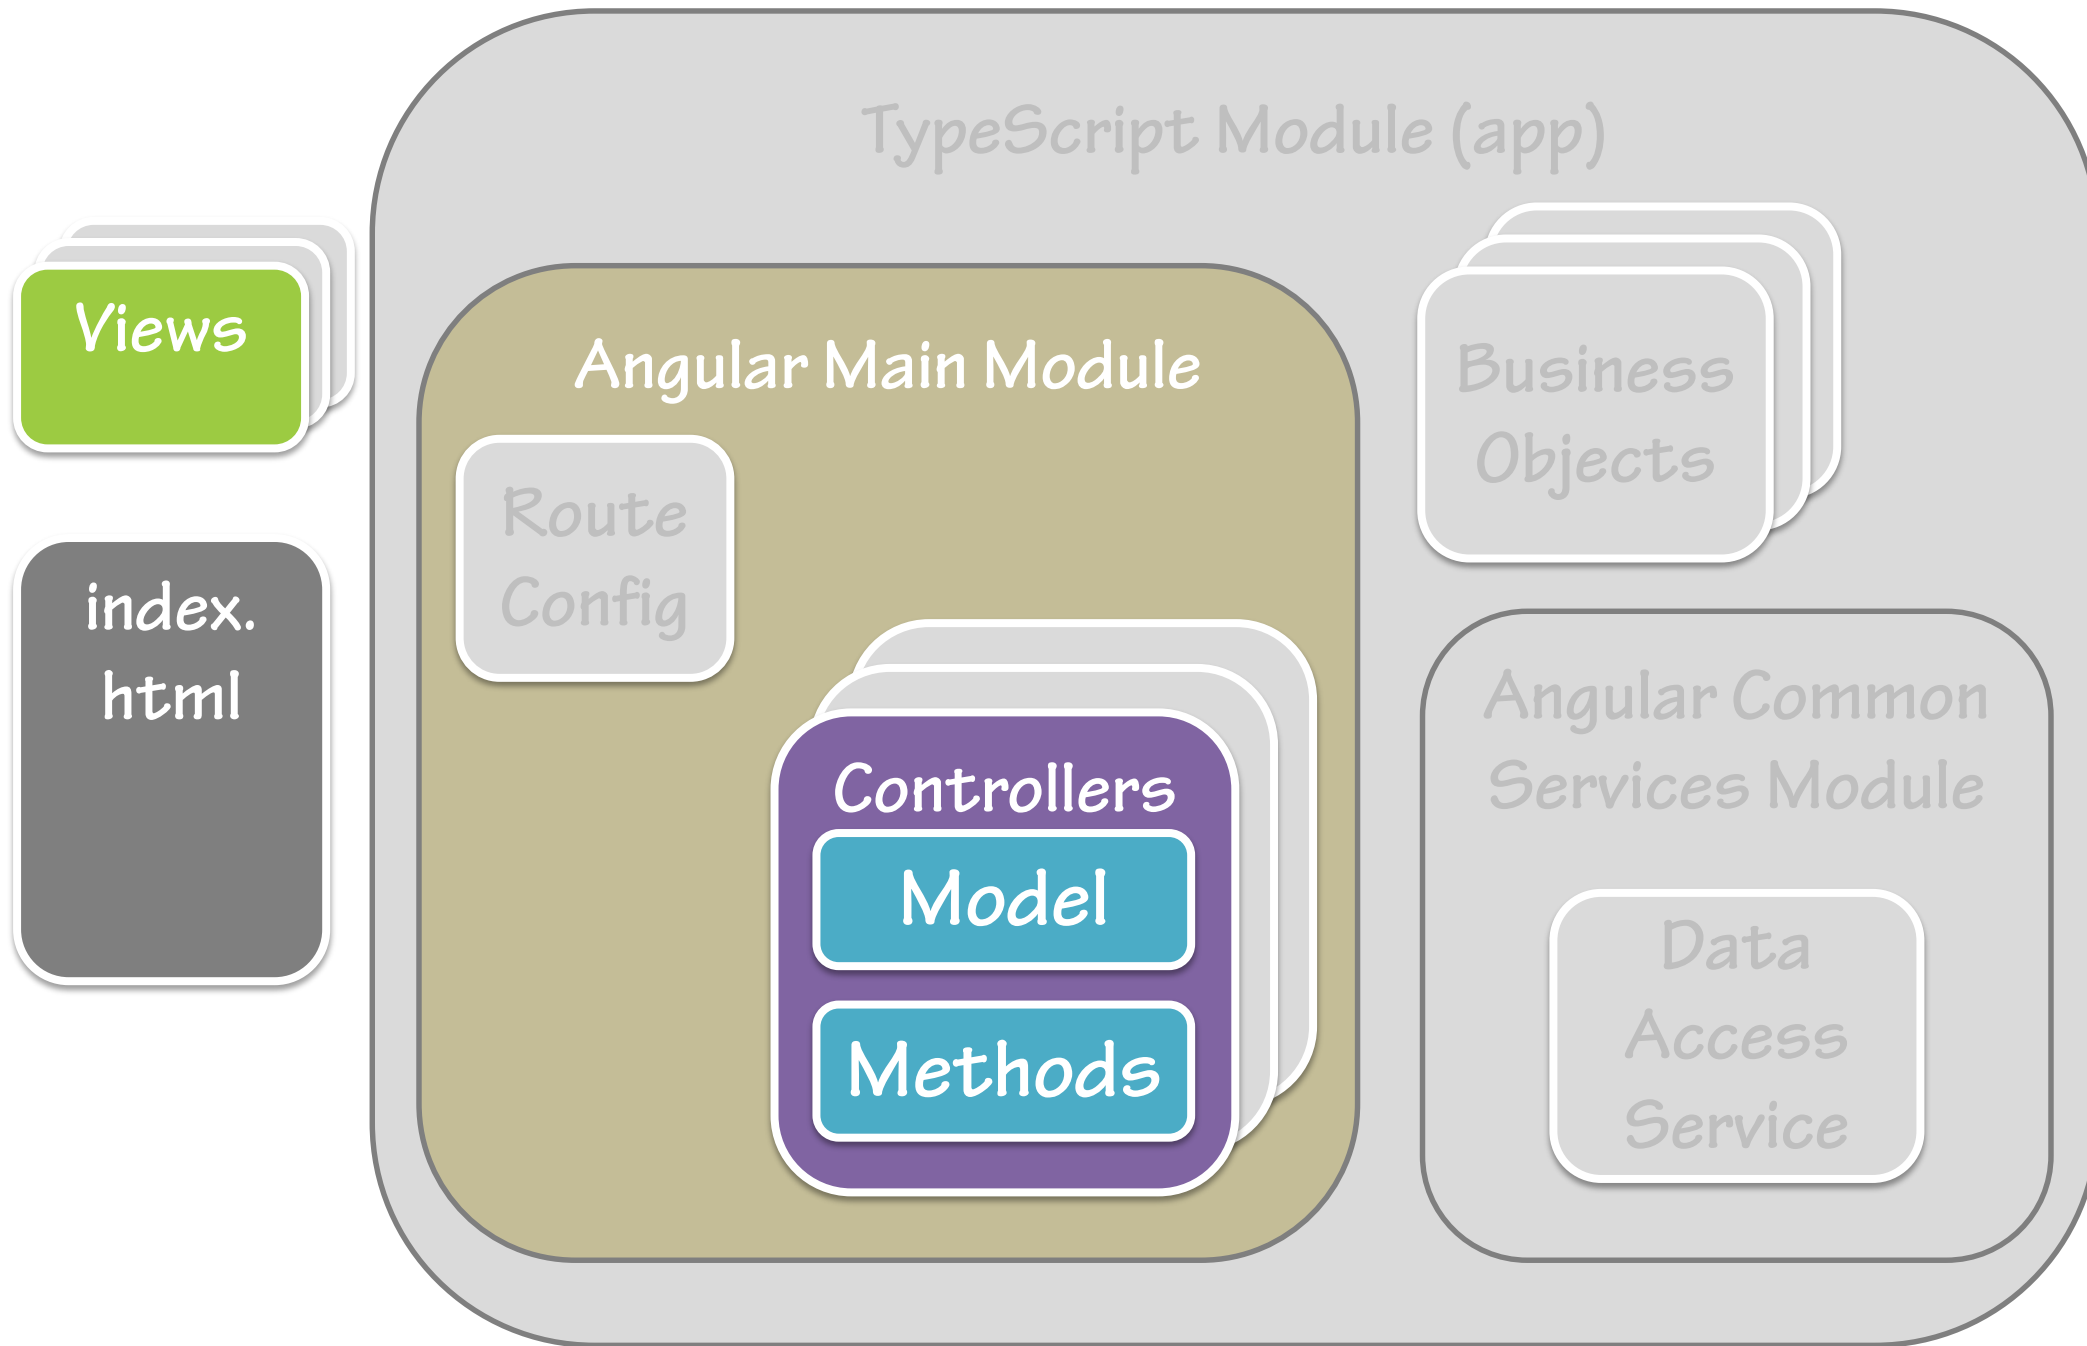 TypeScript Module (app)
Views
index.
html
Angular Main Module
Route
Config
Controllers
Model
Methods
Business
Objects
Angular Common
Services Module
Data
Access
Service